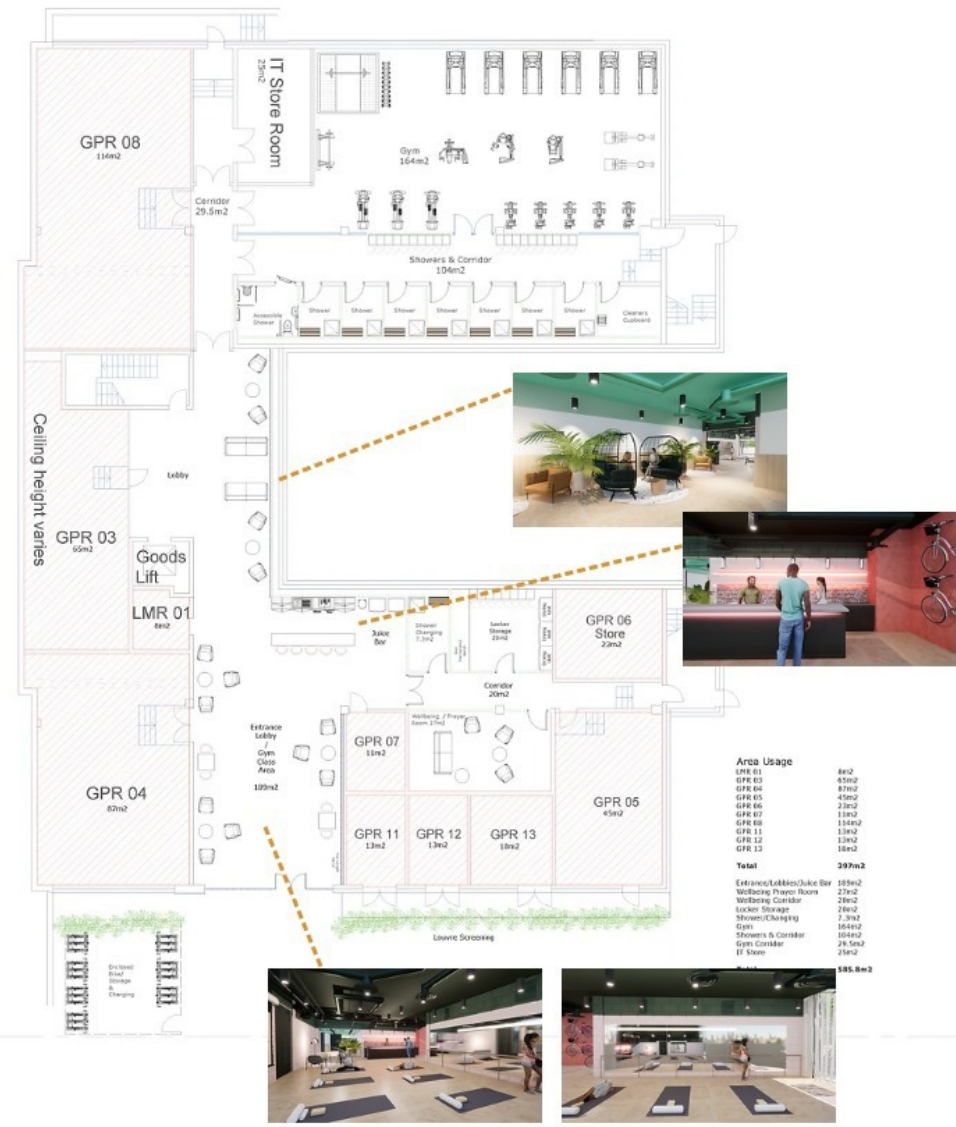 IT Store Room
25m2
GPR 08
114m2
Gym
164m2
Corridor
29.5m2
Showers & Corridor
104m2
Accessible
Shower
Shower
Shower
Shower
Shower
Shower
Shower
Cleaners
Cupboard
Ceiling height varies
Lobby
GPR 03
65m2
Goods
Lift
LMR 01
8m2
Juice
Bar
Shower
Changing
7.3m2
Locker
Storage
20m2
GPR 06
Store
23m2
Corridor
20m2
Wellbeing / Prayer
Room 27m2
Entrance
Lobby
/
Gym
Class
Area
189m2
GPR 07
11m2
GPR 04
87m2
GPR 05
45m2
GPR 11
13m2
GPR 12
13m2
GPR 13
18m2
Louvre Screening
Enclosed
Bike/
Storage
&
Charging
Area Usage
LMR 01 8m2
GPR 03 65m2
GPR 04 87m2
GPR 05 45m2
GPR 06 23m2
GPR 07 11m2
GPR 08 114m2
GPR 11 13m2
GPR 12 13m2
GPR 13 18m2
Total 397m2
Entrance/Lobbies/Juice Bar 189m2
Wellbeing Prayer Room 27m2
Wellbeing Corridor 20m2
Locker Storage 20m2
Shower/Changing 7.3m2
Gym 164m2
Showers & Corridor 104m2
Gym Corridor 29.5m2
IT Store 25m2
Total 585.8m2